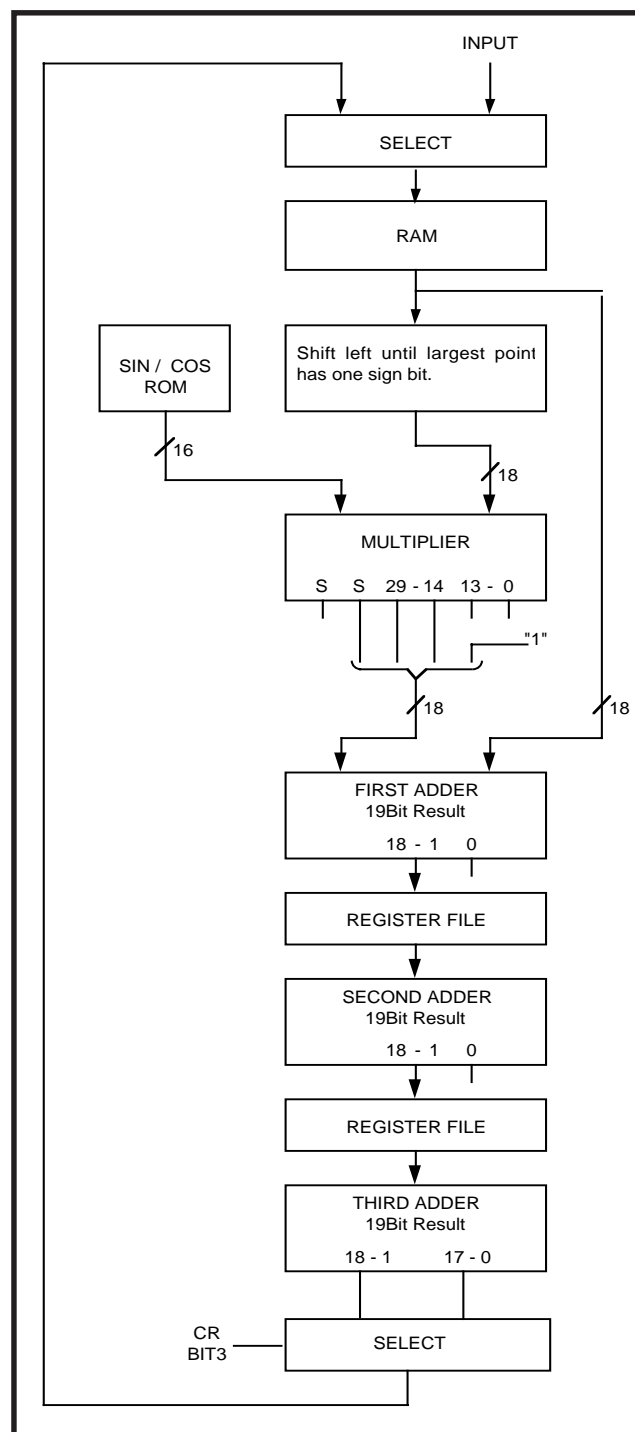 INPUT
SELECT
RAM
SIN / COS
ROM
Shift left until largest point
has one sign bit.
16
18
MULTIPLIER
S S 29 - 14 13 - 0
"1"
18
18
FIRST ADDER
19Bit Result
18 - 1 0
REGISTER FILE
SECOND ADDER
19Bit Result
18 - 1 0
REGISTER FILE
THIRD ADDER
19Bit Result
18 - 1 17 - 0
CR
BIT3
SELECT